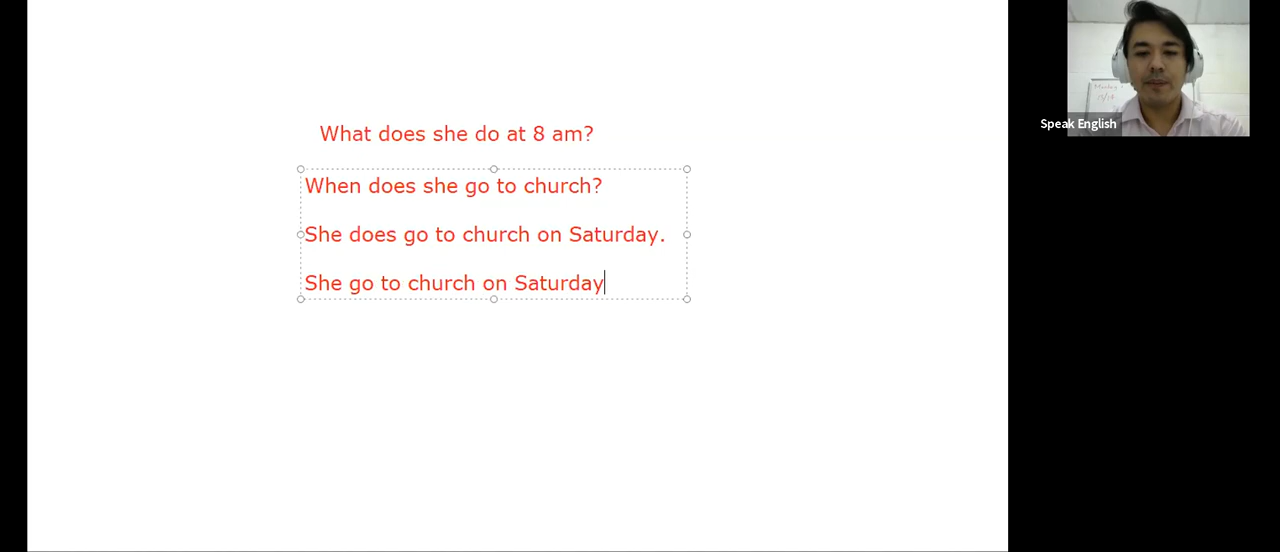 What does she do at 8 am?
When does she go to church?
She does go to church on Saturday.
She go to church on Saturday
Speak English